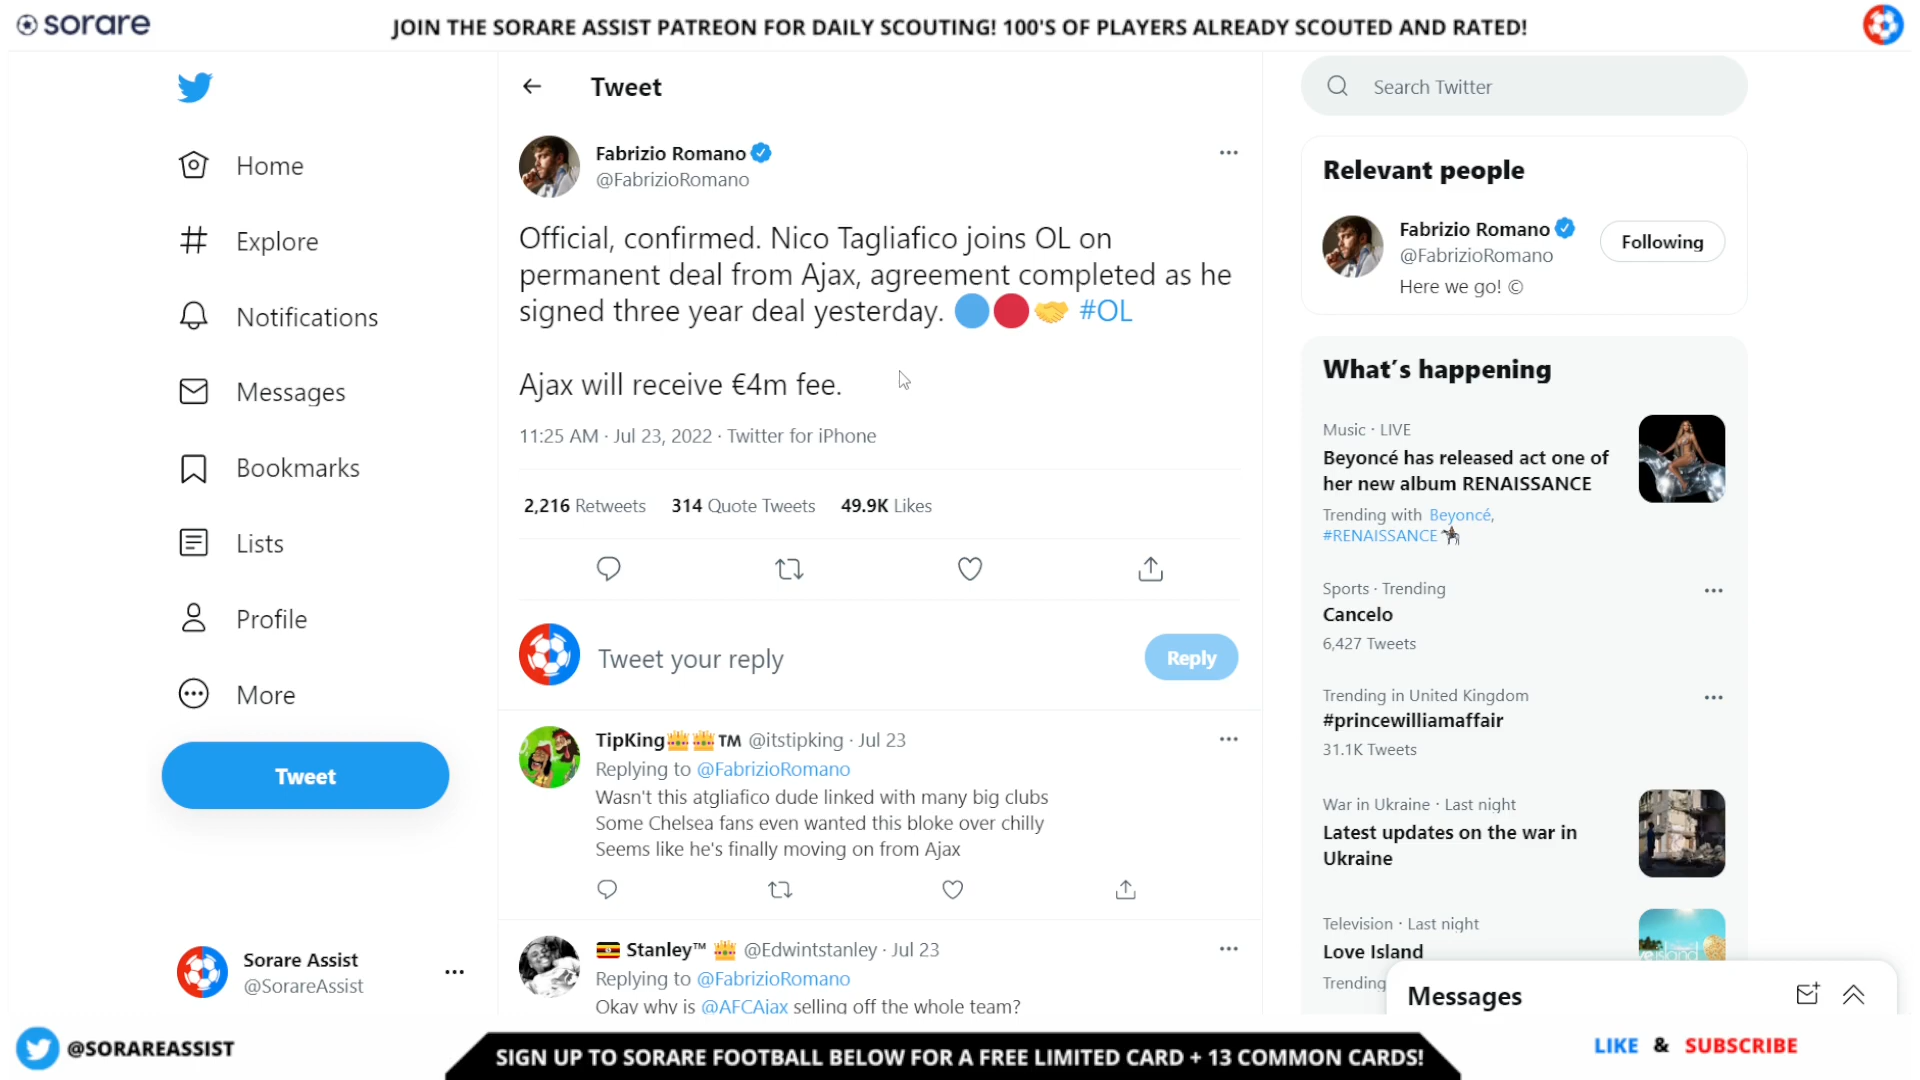 sorare
JOIN THE SORARE ASSIST PATREON FOR DAILY SCOUTING! 100'S OF PLAYERS ALREADY SCOUTED AND RATED!
Home
Explore
Notifications
Messages
Bookmarks
Lists
Profile
More
Tweet
Sorare Assist
@SorareAssist
Tweet
Fabrizio Romano
@FabrizioRomano
Official, confirmed. Nico Tagliafico joins OL on
permanent deal from Ajax, agreement completed as he
signed three year deal yesterday. 🔵🔴🤝 #OL
Ajax will receive €4m fee.
11:25 AM · Jul 23, 2022 · Twitter for iPhone
2,216 Retweets 314 Quote Tweets 49.9K Likes
Tweet your reply
Reply
TipKing👑👑™ @itstipking · Jul 23
Replying to @FabrizioRomano
Wasn't this atgliafico dude linked with many big clubs
Some Chelsea fans even wanted this bloke over chilly
Seems like he's finally moving on from Ajax
🇺🇬 Stanley™ 👑 @Edwintstanley · Jul 23
Replying to @FabrizioRomano
Okay why is @AFCAjax selling off the whole team?
Search Twitter
Relevant people
Fabrizio Romano
@FabrizioRomano
Following
Here we go! ©
What's happening
Music · LIVE
Beyoncé has released act one of
her new album RENAISSANCE
Trending with Beyoncé,
#RENAISSANCE
Sports · Trending
Cancelo
6,427 Tweets
Trending in United Kingdom
#princewilliamaffair
31.1K Tweets
War in Ukraine · Last night
Latest updates on the war in
Ukraine
Television · Last night
Love Island
Trending
Messages
@SORAREASSIST
SIGN UP TO SORARE FOOTBALL BELOW FOR A FREE LIMITED CARD + 13 COMMON CARDS!
LIKE & SUBSCRIBE